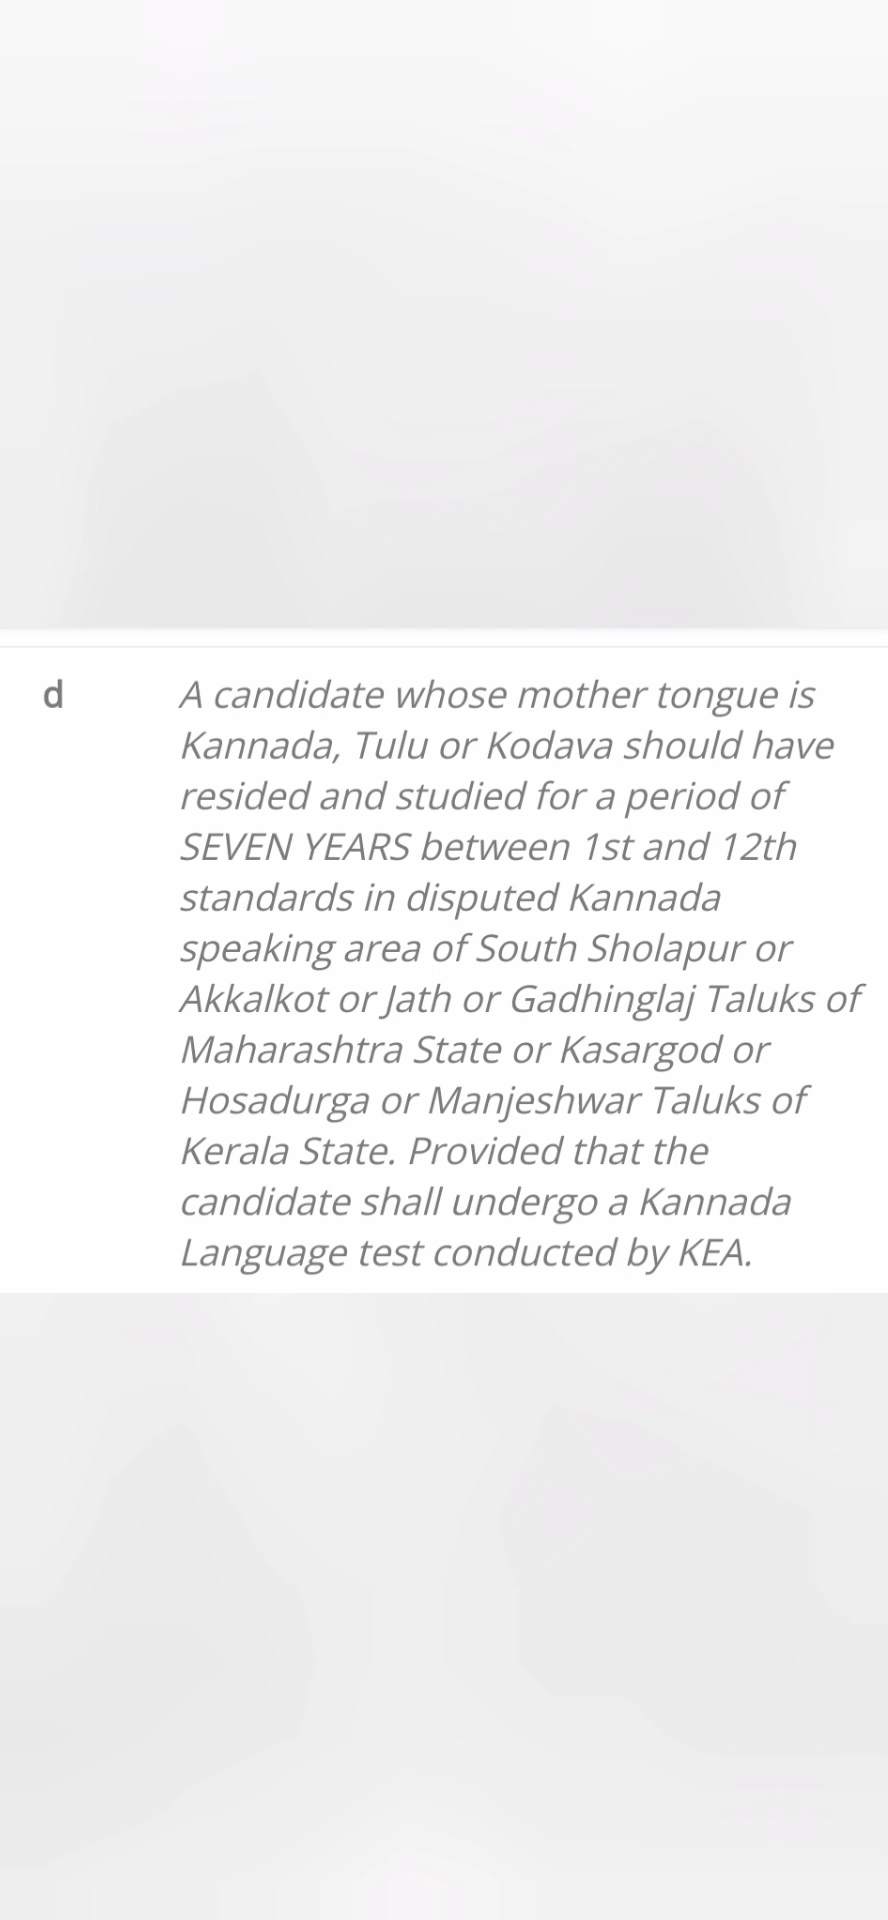 d
A candidate whose mother tongue is
Kannada, Tulu or Kodava should have
resided and studied for a period of
SEVEN YEARS between 1st and 12th
standards in disputed Kannada
speaking area of South Sholapur or
Akkalkot or Jath or Gadhinglaj Taluks of
Maharashtra State or Kasargod or
Hosadurga or Manjeshwar Taluks of
Kerala State. Provided that the
candidate shall undergo a Kannada
Language test conducted by KEA.